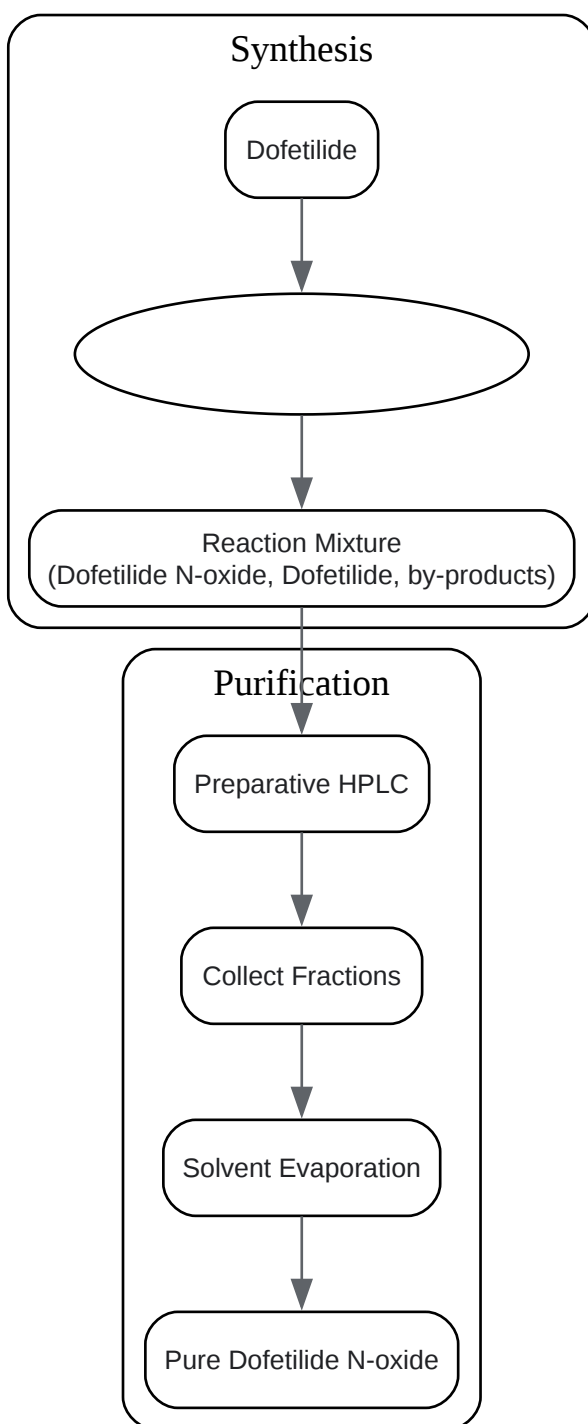 Synthesis
Dofetilide
Reaction Mixture
(Dofetilide N-oxide, Dofetilide, by-products)
Purification
Preparative HPLC
Collect Fractions
Solvent Evaporation
Pure Dofetilide N-oxide